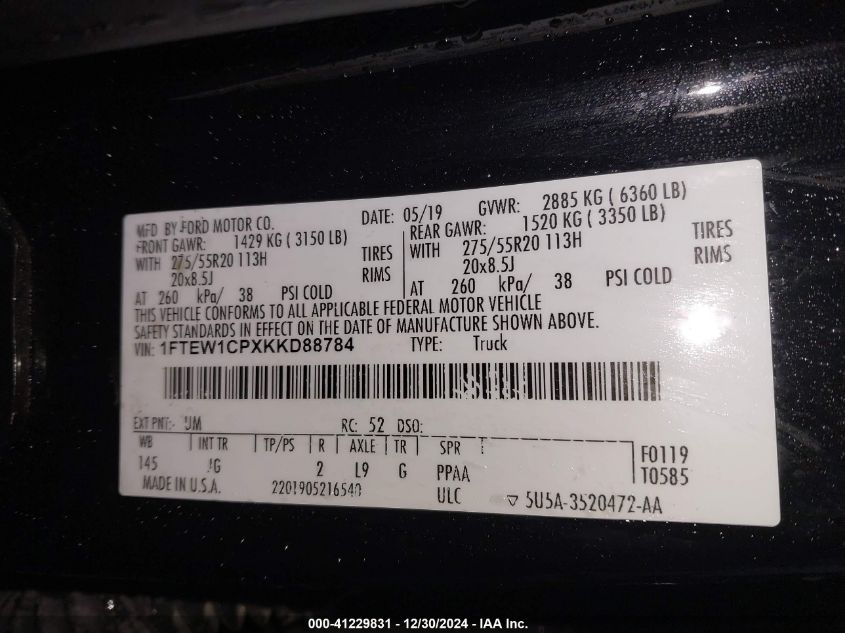 MFD BY FORD MOTOR CO.
DATE: 05/19 GVWR: 2885 KG ( 6360 LB)
FRONT GAWR: 1429 KG ( 3150 LB)
WITH 275/55R20 113H TIRES
20x8.5J RIMS
AT 260 kPa/ 38 PSI COLD
REAR GAWR: 1520 KG ( 3350 LB)
WITH 275/55R20 113H TIRES
20x8.5J RIMS
AT 260 kPa/ 38 PSI COLD
THIS VEHICLE CONFORMS TO ALL APPLICABLE FEDERAL MOTOR VEHICLE
SAFETY STANDARDS IN EFFECT ON THE DATE OF MANUFACTURE SHOWN ABOVE.
VIN: 1FTEW1CPXKKD88784 TYPE: Truck
EXT PNT: UM RC: 52 DSO:
WB INT TR TP/PS R AXLE TR SPR
145 JG 2 L9 G PPAA
F0119
T0585
MADE IN U.S.A. 2201905216540 ULC 5U5A-3520472-AA
000-41229831 - 12/30/2024 - IAA Inc.